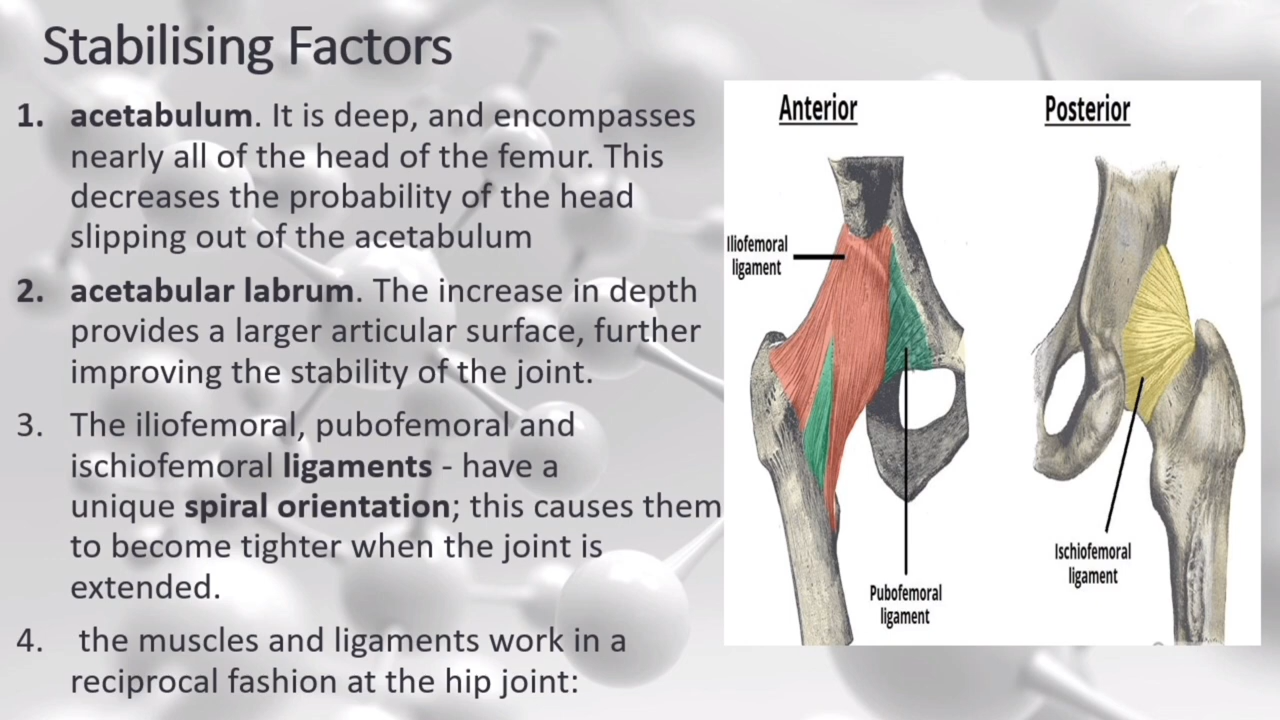 Stabilising Factors
1. acetabulum. It is deep, and encompasses
nearly all of the head of the femur. This
decreases the probability of the head
slipping out of the acetabulum
2. acetabular labrum. The increase in depth
provides a larger articular surface, further
improving the stability of the joint.
3. The iliofemoral, pubofemoral and
ischiofemoral ligaments - have a
unique spiral orientation; this causes them
to become tighter when the joint is
extended.
4. the muscles and ligaments work in a
reciprocal fashion at the hip joint:
Anterior
Iliofemoral
ligament
Pubofemoral
ligament
Posterior
Ischiofemoral
ligament